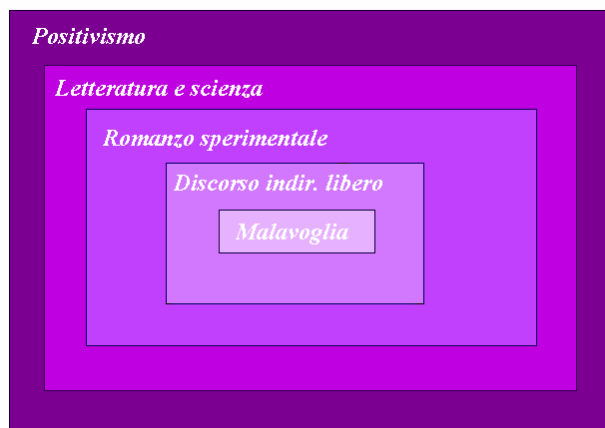 Positivismo
Letteratura e scienza
Romanzo sperimentale
Discorso indir. libero
Malavoglia